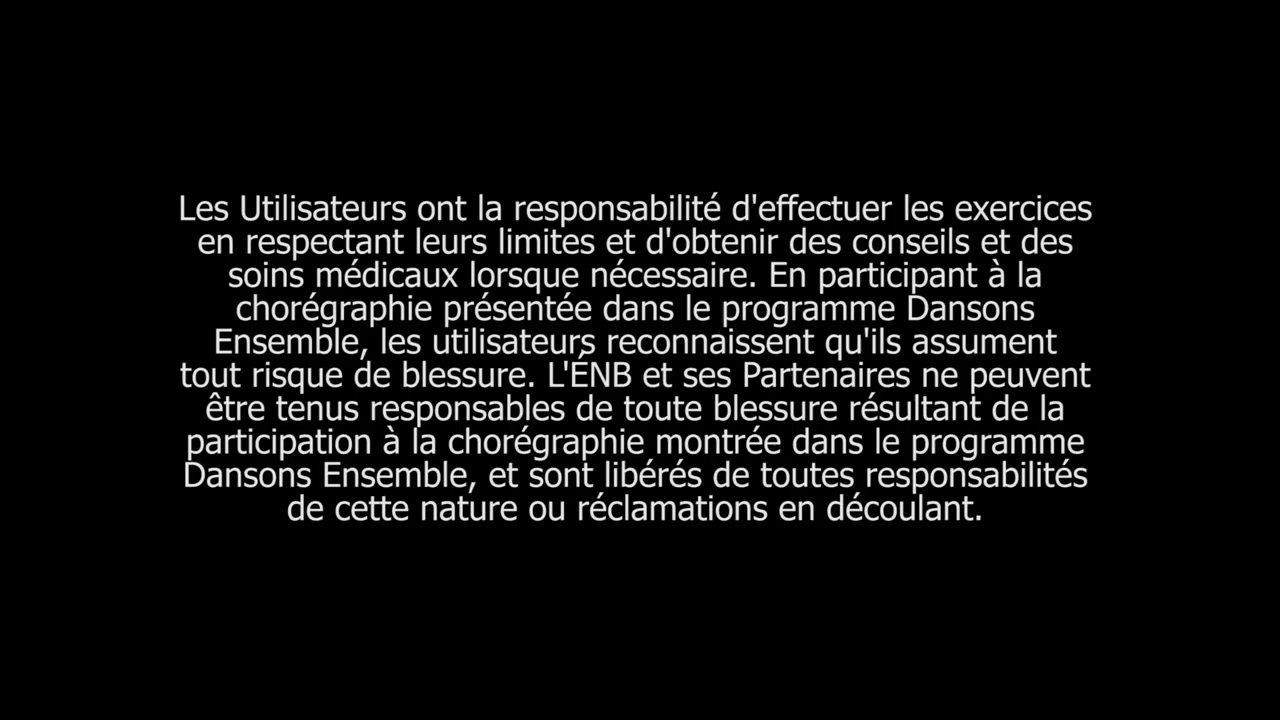 Les Utilisateurs ont la responsabilité d'effectuer les exercices
en respectant leurs limites et d'obtenir des conseils et des
soins médicaux lorsque nécessaire. En participant à la
chorégraphie présentée dans le programme Dansons
Ensemble, les utilisateurs reconnaissent qu'ils assument
tout risque de blessure. L'ÉNB et ses Partenaires ne peuvent
être tenus responsables de toute blessure résultant de la
participation à la chorégraphie montrée dans le programme
Dansons Ensemble, et sont libérés de toutes responsabilités
de cette nature ou réclamations en découlant.